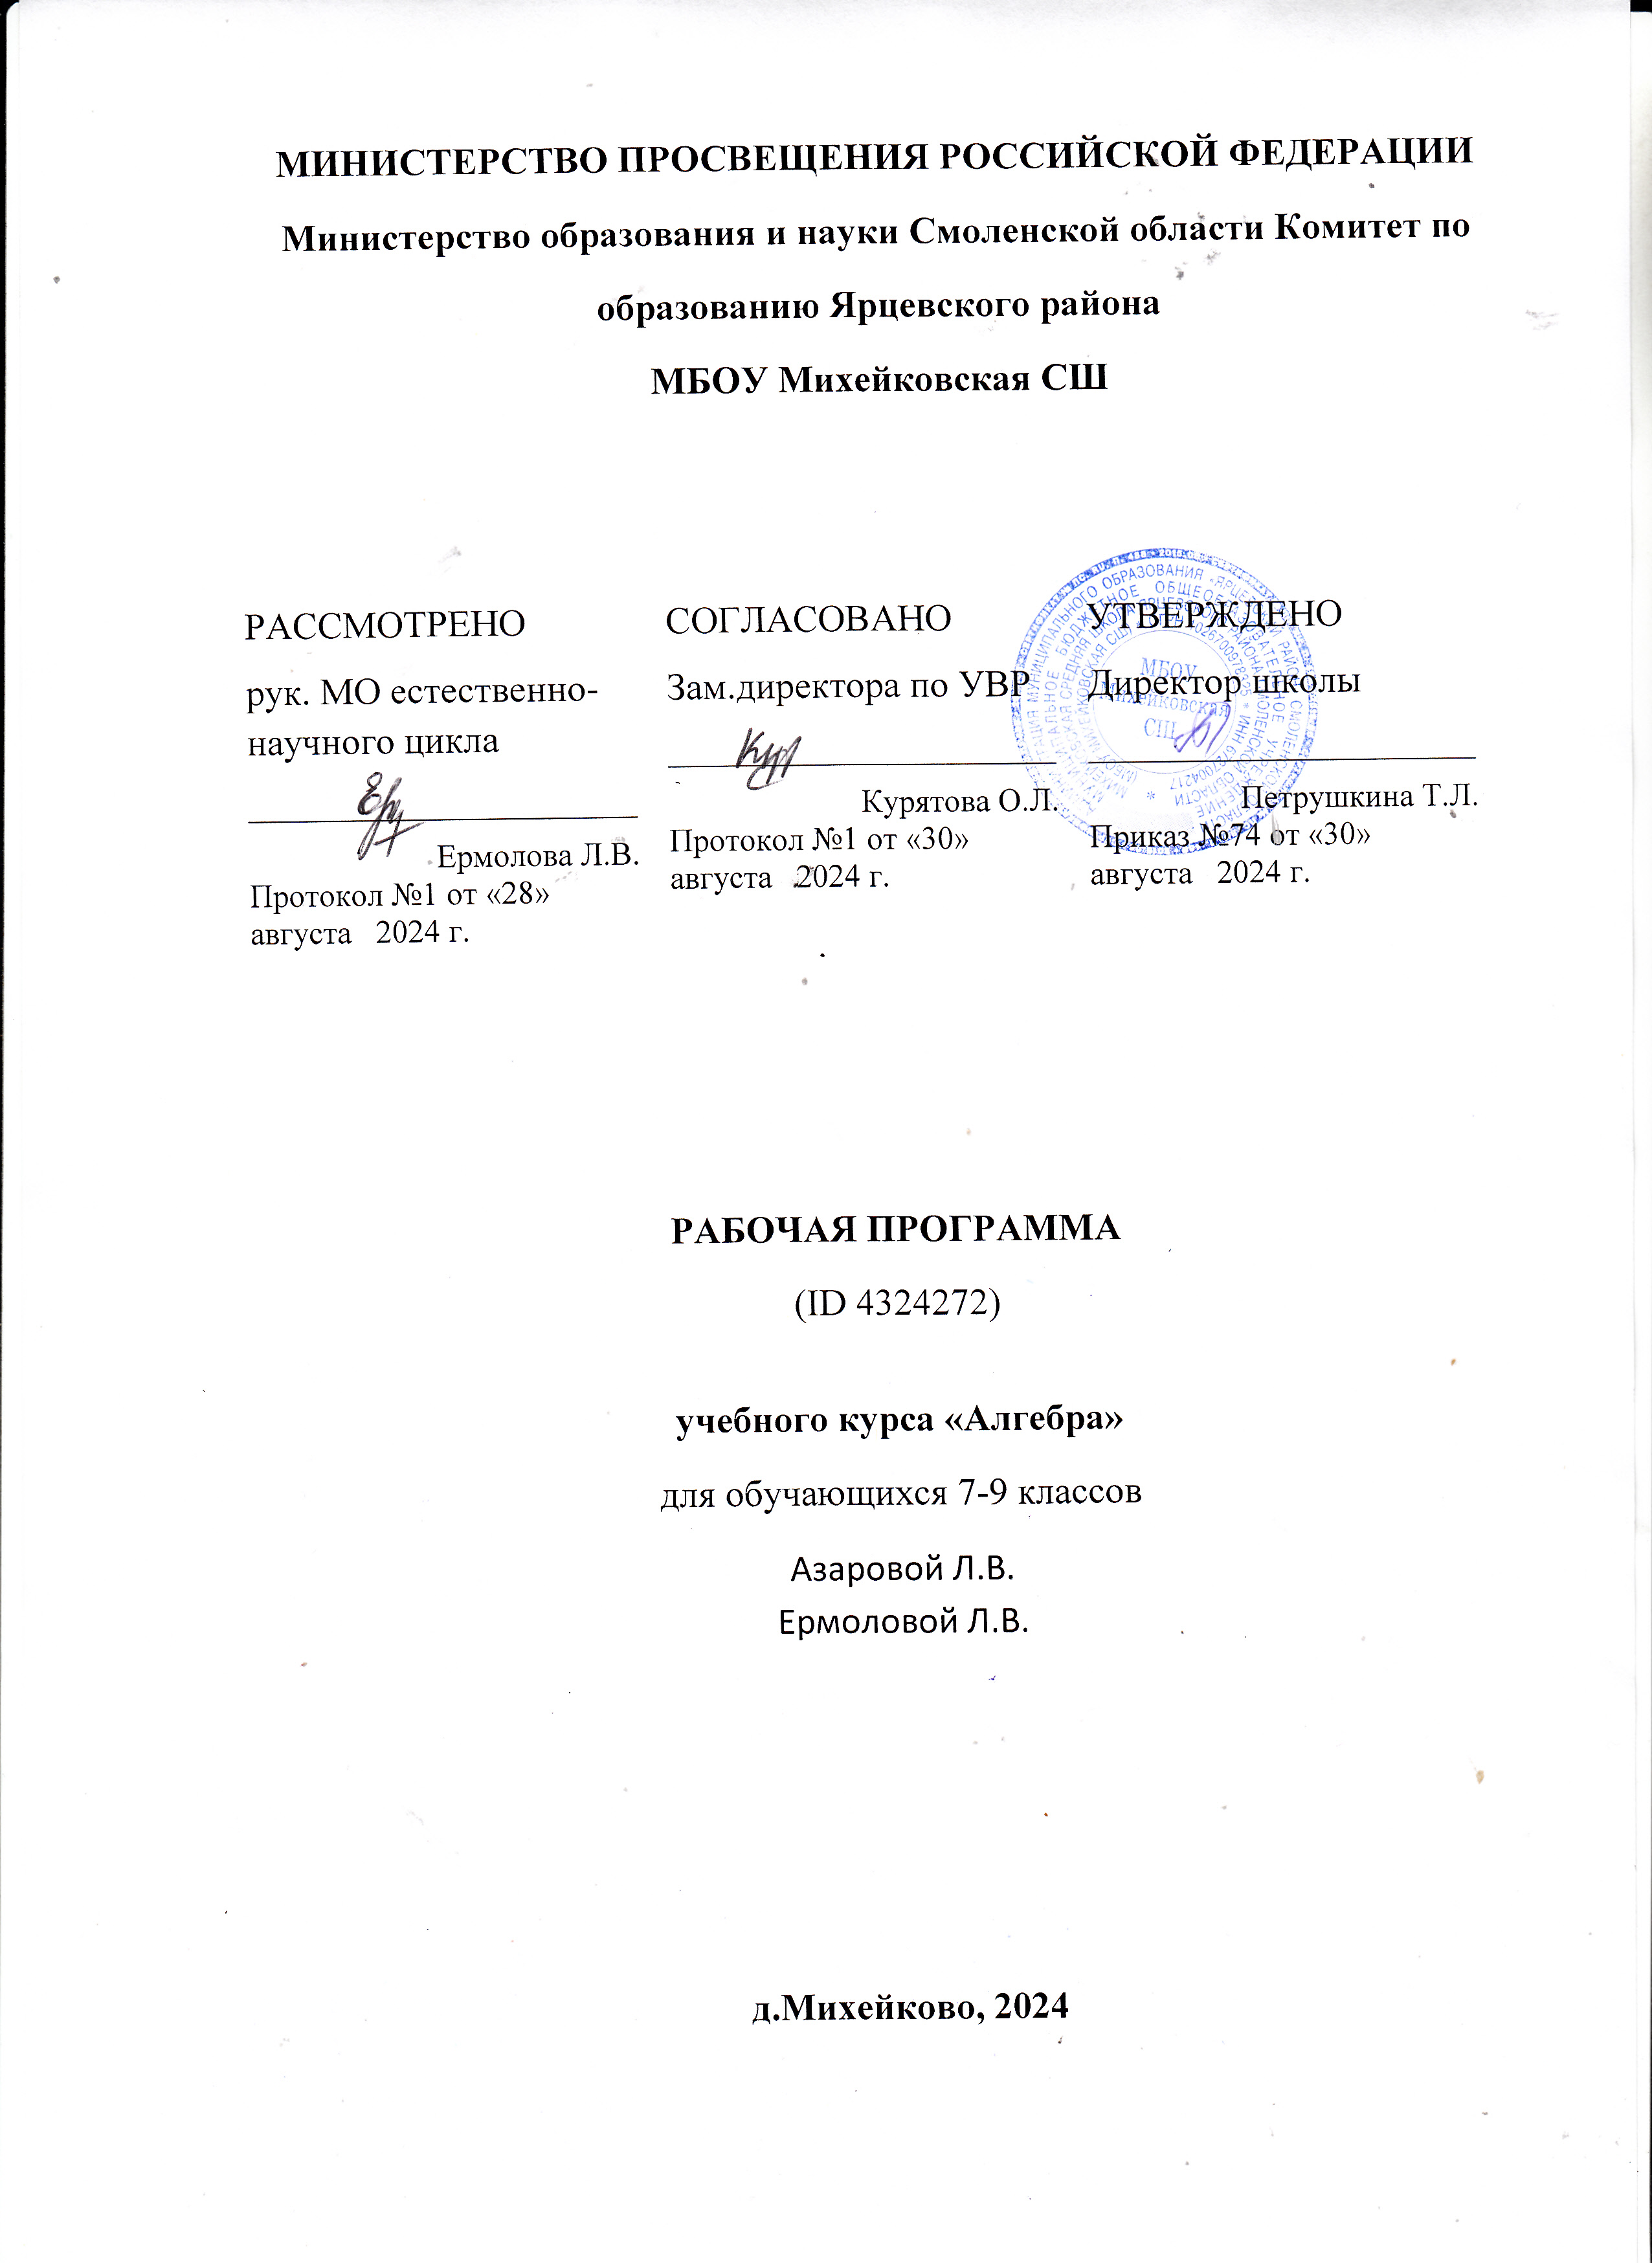 МИНИСТЕРСТВО ПРОСВЕЩЕНИЯ РОССИЙСКОЙ ФЕДЕРАЦИИ
Министерство образования и науки Смоленской области Комитет по
образованию Ярцевского района
МБОУ Михейковская СШ
РАССМОТРЕНО
рук. МО естественно-
научного цикла
Ермолова Л.В.
Протокол №1 от «28»
августа 2024 г.
СОГЛАСОВАНО
Зам.директора по УВР
Курятова О.Л.
Протокол №1 от «30»
августа 2024 г.
УТВЕРЖДЕНО
Директор школы
Петрушкина Т.Л.
Приказ №74 от «30»
августа 2024 г.
МБОУ
Михейковская
СШ
РАБОЧАЯ ПРОГРАММА
(ID 4324272)
учебного курса «Алгебра»
для обучающихся 7-9 классов
Азаровой Л.В.
Ермоловой Л.В.
д.Михейково, 2024